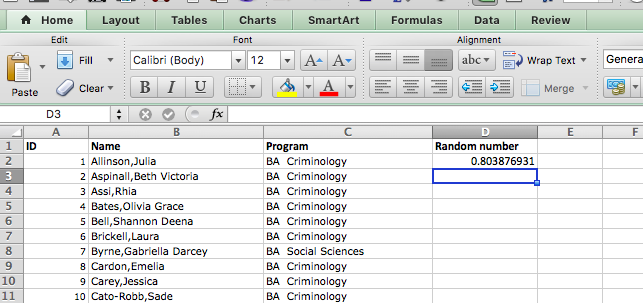 Home Layout Tables Charts SmartArt Formulas Data Review
Edit Font Alignment
Fill Calibri (Body) 12 A A abc Wrap Text Genera
Paste Clear B I U A Merge
D3 fx
A B C D E F
1 ID Name Program Random number
2 1 Allinson,Julia BA Criminology 0.803876931
3 2 Aspinall,Beth Victoria BA Criminology
4 3 Assi,Rhia BA Criminology
5 4 Bates,Olivia Grace BA Criminology
6 5 Bell,Shannon Deena BA Criminology
7 6 Brickell,Laura BA Criminology
8 7 Byrne,Gabriella Darcey BA Social Sciences
9 8 Cardon,Emelia BA Criminology
10 9 Carey,Jessica BA Criminology
11 10 Cato-Robb,Sade BA Criminology